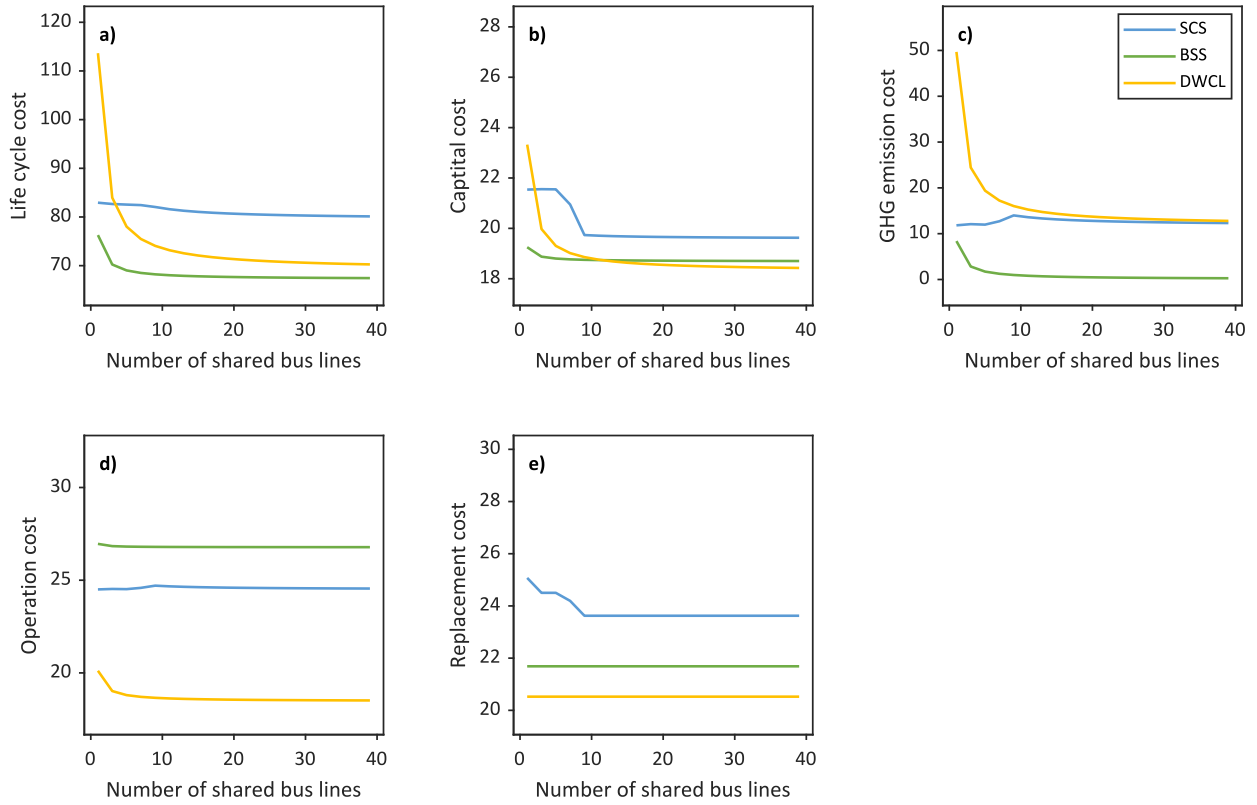 a)
120
110
100
90
80
70
Life cycle cost
0 10 20 30 40
Number of shared bus lines
b)
28
26
24
22
20
18
Captital cost
0 10 20 30 40
Number of shared bus lines
c)
50
40
30
20
10
0
GHG emission cost
0 10 20 30 40
Number of shared bus lines
SCS
BSS
DWCL
d)
30
25
20
Operation cost
0 10 20 30 40
Number of shared bus lines
e)
30
28
26
24
22
20
Replacement cost
0 10 20 30 40
Number of shared bus lines